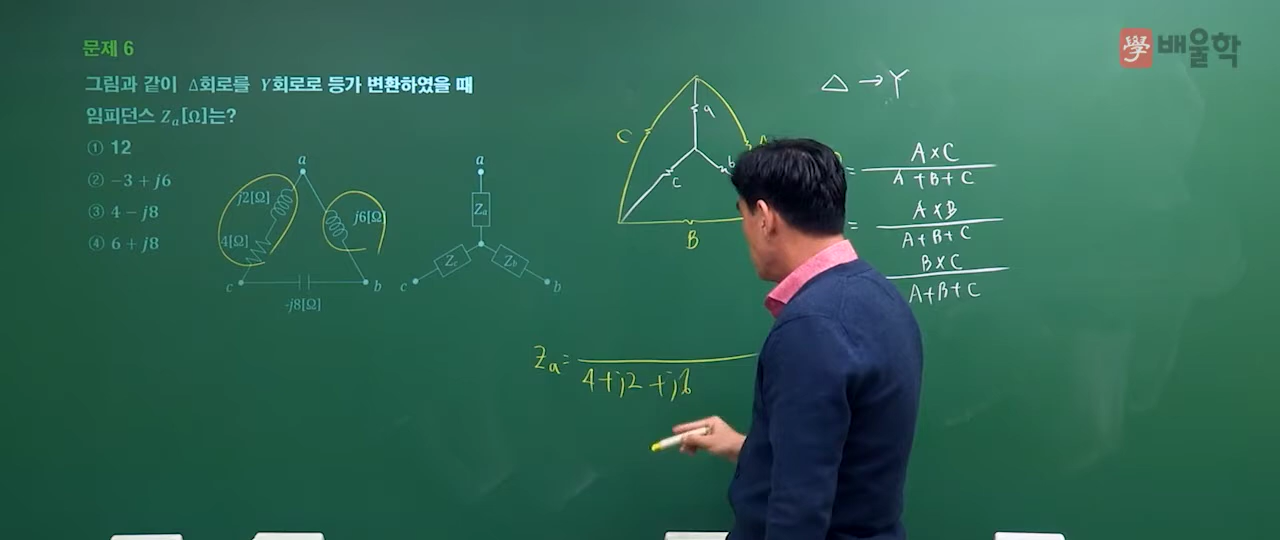 문제 6
그림과 같이 Δ회로를 Y회로로 등가 변환하였을 때
임피던스 Zₐ[Ω]는?
① 12
② −3 + j6
③ 4 − j8
④ 6 + j8
a
j2[Ω]
j6[Ω
4[Ω]
c
b
-j8[Ω]
a
Zₐ
Z_c
Z_b
c
b
學 배울학
△ → Y
C
a
b
c
B
= A×C / A+B+C
= A×B / A+B+C
B×C / A+B+C
Zₐ=
4+j2+j6